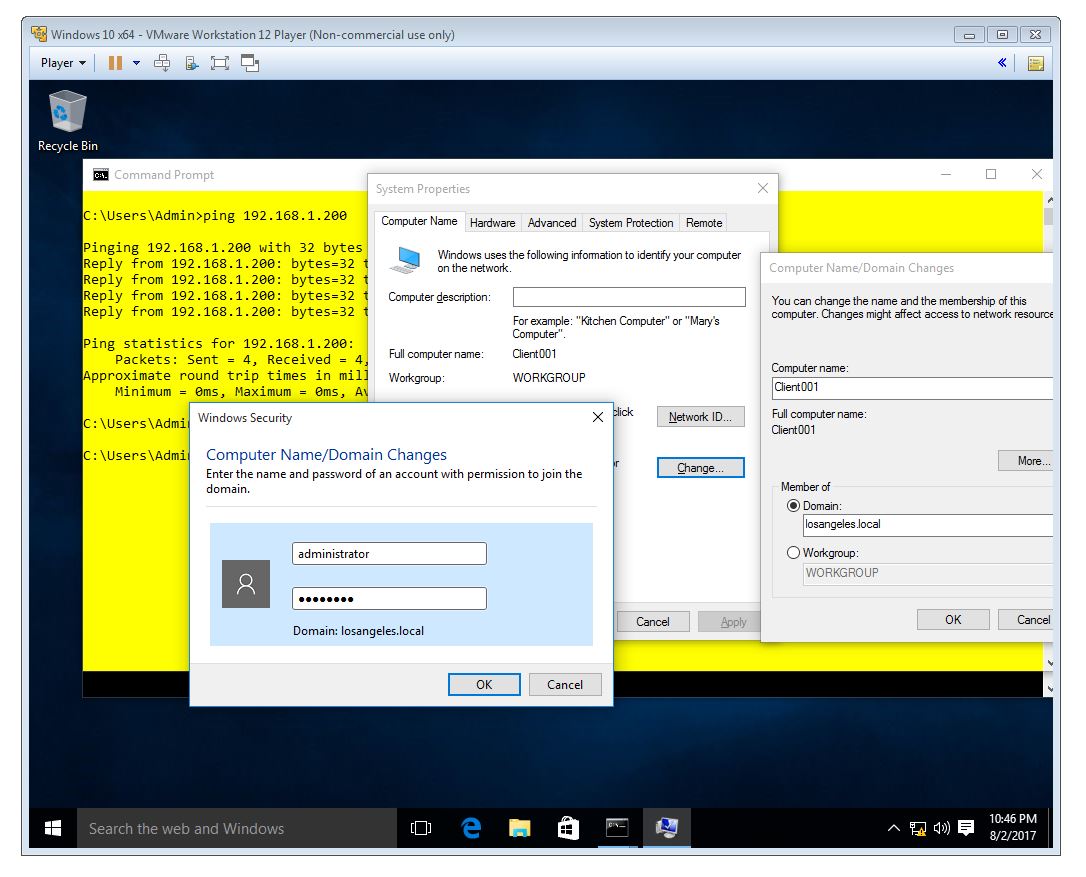 Windows 10 x64 - VMware Workstation 12 Player (Non-commercial use only)
Player
Recycle Bin
Command Prompt
C:\Users\Admin>ping 192.168.1.200
Pinging 192.168.1.200 with 32 bytes
Reply from 192.168.1.200: bytes=32 t
Reply from 192.168.1.200: bytes=32 t
Reply from 192.168.1.200: bytes=32 t
Reply from 192.168.1.200: bytes=32 t
Ping statistics for 192.168.1.200:
Packets: Sent = 4, Received = 4,
Approximate round trip times in mill
Minimum = 0ms, Maximum = 0ms, Av
C:\Users\Admi
C:\Users\Admi
System Properties
Computer Name
Hardware
Advanced
System Protection
Remote
Windows uses the following information to identify your computer
on the network.
Computer description:
For example: "Kitchen Computer" or "Mary's
Computer".
Full computer name:
Client001
Workgroup:
WORKGROUP
click
Network ID...
or
Change...
Cancel
Apply
Computer Name/Domain Changes
You can change the name and the membership of this
computer. Changes might affect access to network resource
Computer name:
Client001
Full computer name:
Client001
More...
Member of
Domain:
losangeles.local
Workgroup:
WORKGROUP
OK
Cancel
Windows Security
Computer Name/Domain Changes
Enter the name and password of an account with permission to join the
domain.
administrator
●●●●●●●●
Domain: losangeles.local
OK
Cancel
Search the web and Windows
10:46 PM
8/2/2017